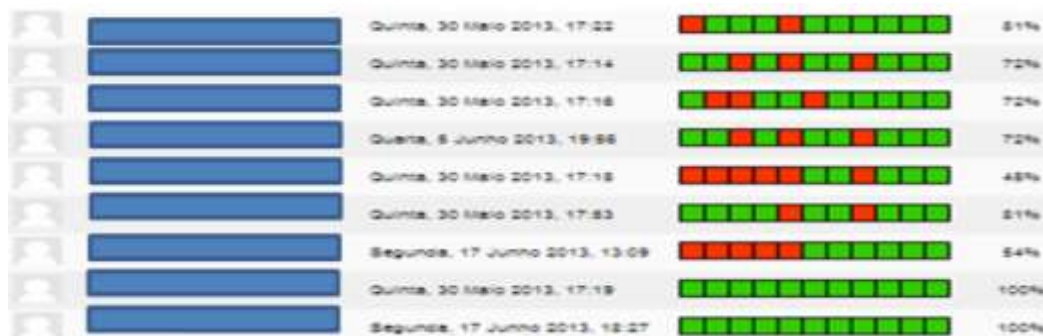 Quinta, 30 Maio 2013, 17:22 81%
Quinta, 30 Maio 2013, 17:14 72%
Quinta, 30 Maio 2013, 17:16 72%
Quarta, 5 Junho 2013, 19:56 72%
Quinta, 30 Maio 2013, 17:18 45%
Quinta, 30 Maio 2013, 17:53 81%
Segunda, 17 Junho 2013, 13:09 54%
Quinta, 30 Maio 2013, 17:19 100%
Segunda, 17 Junho 2013, 18:27 100%